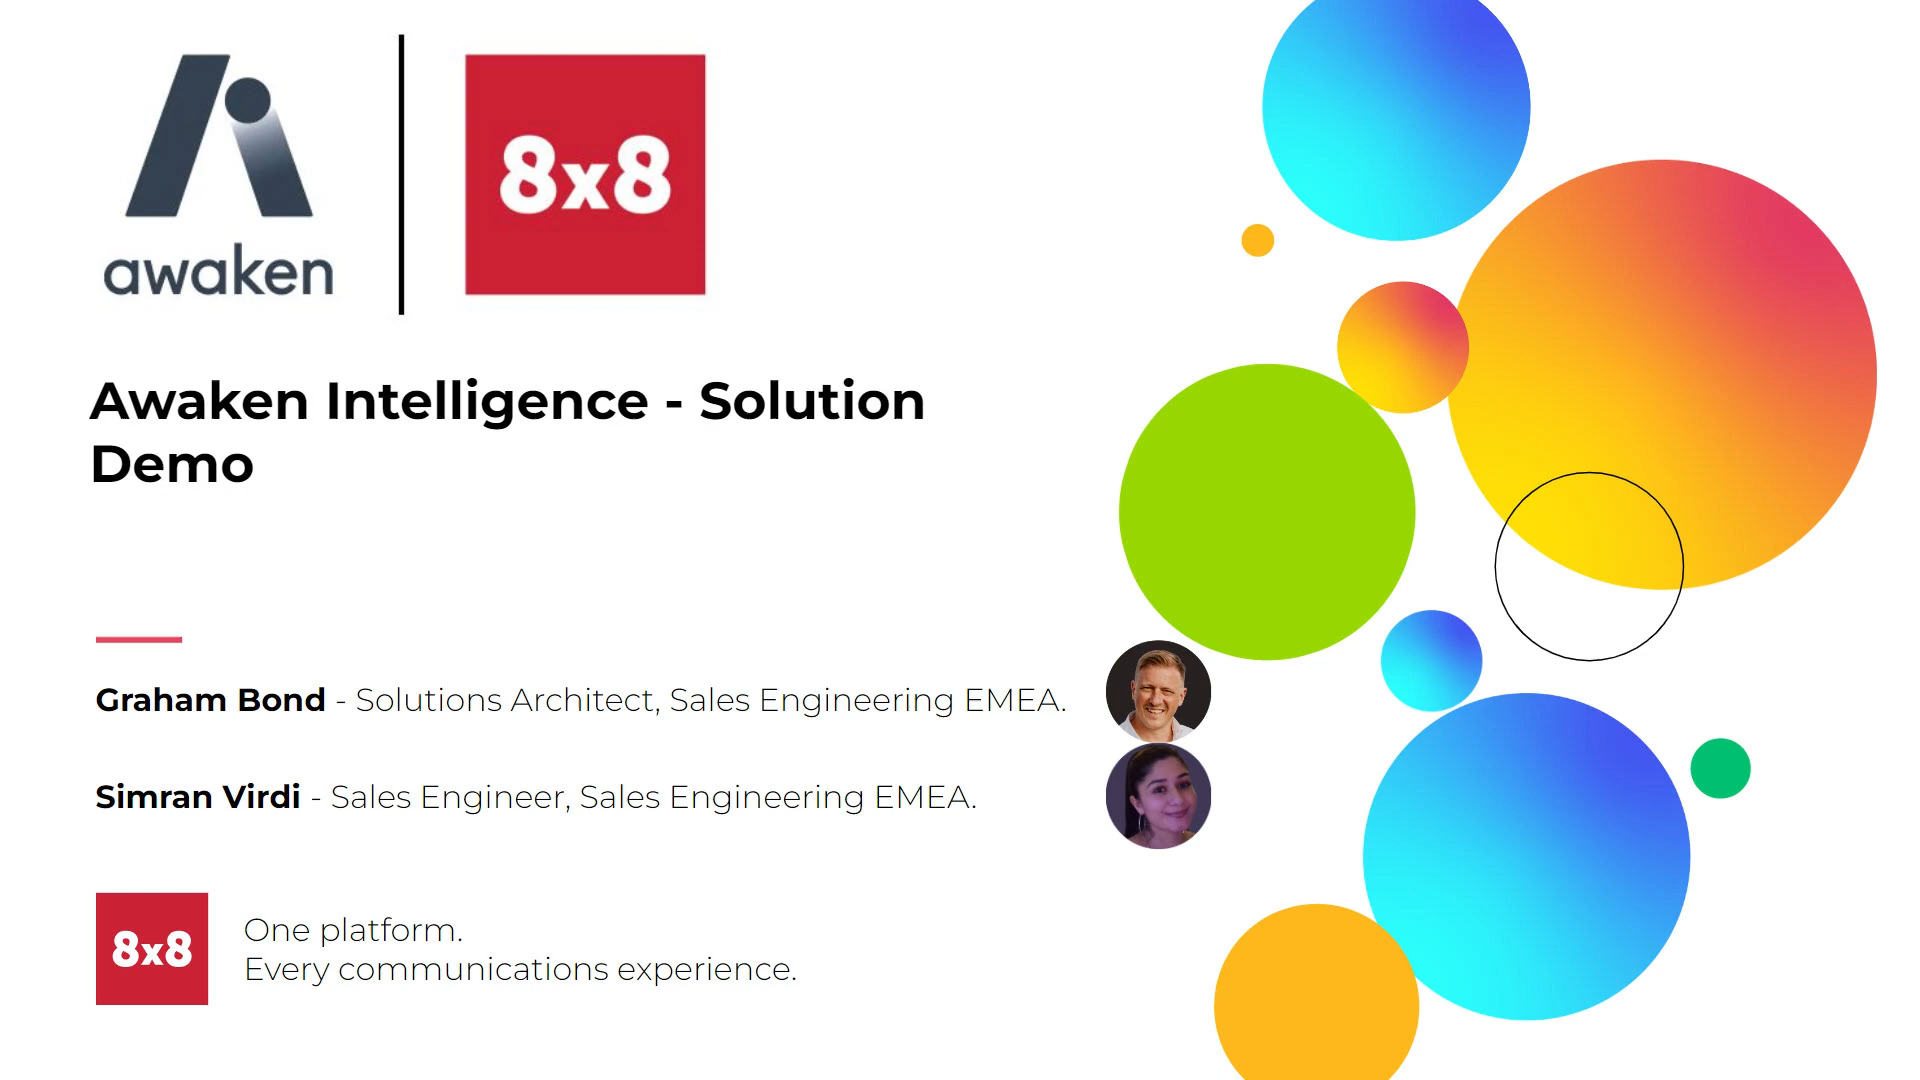 awaken
8x8
Awaken Intelligence - Solution
Demo
Graham Bond - Solutions Architect, Sales Engineering EMEA.
Simran Virdi - Sales Engineer, Sales Engineering EMEA.
8x8
One platform.
Every communications experience.